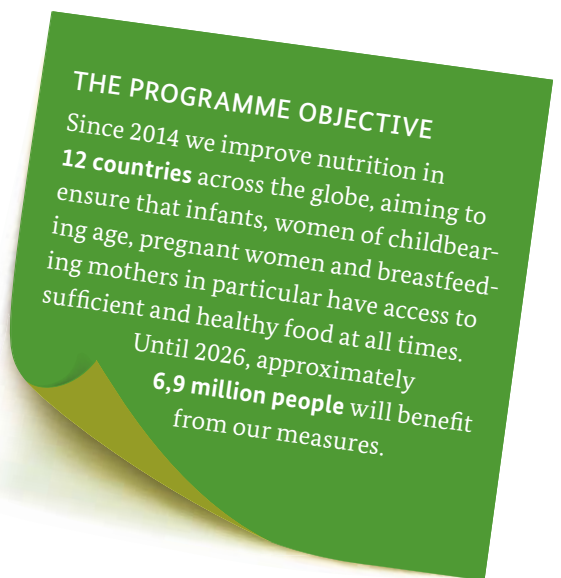 THE PROGRAMME OBJECTIVE
Since 2014 we improve nutrition in
12 countries across the globe, aiming to
ensure that infants, women of childbear-
ing age, pregnant women and breastfeed-
ing mothers in particular have access to
sufficient and healthy food at all times.
Until 2026, approximately
6,9 million people will benefit
from our measures.